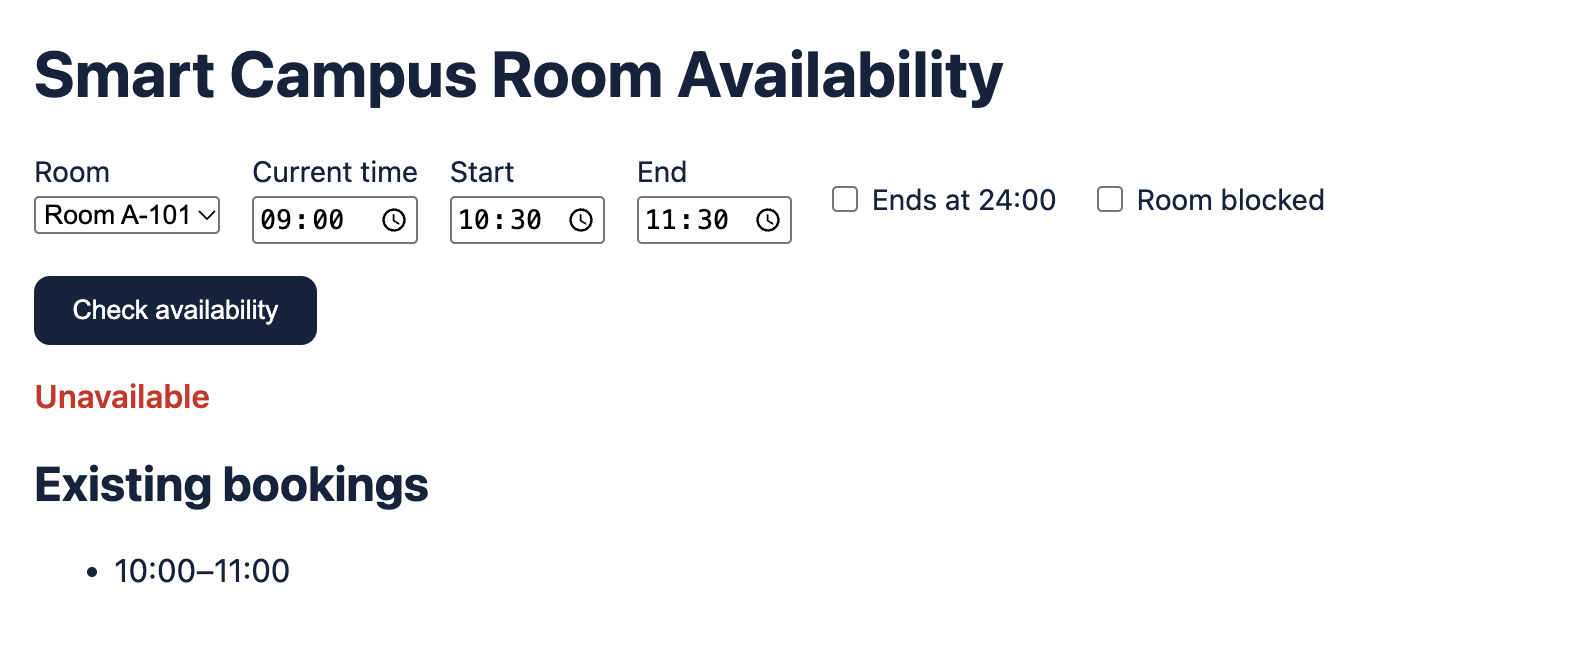 Smart Campus Room Availability
Room Current time Start End
Room A-101 09:00 10:30 11:30 Ends at 24:00 Room blocked
Check availability
Unavailable
Existing bookings
• 10:00–11:00